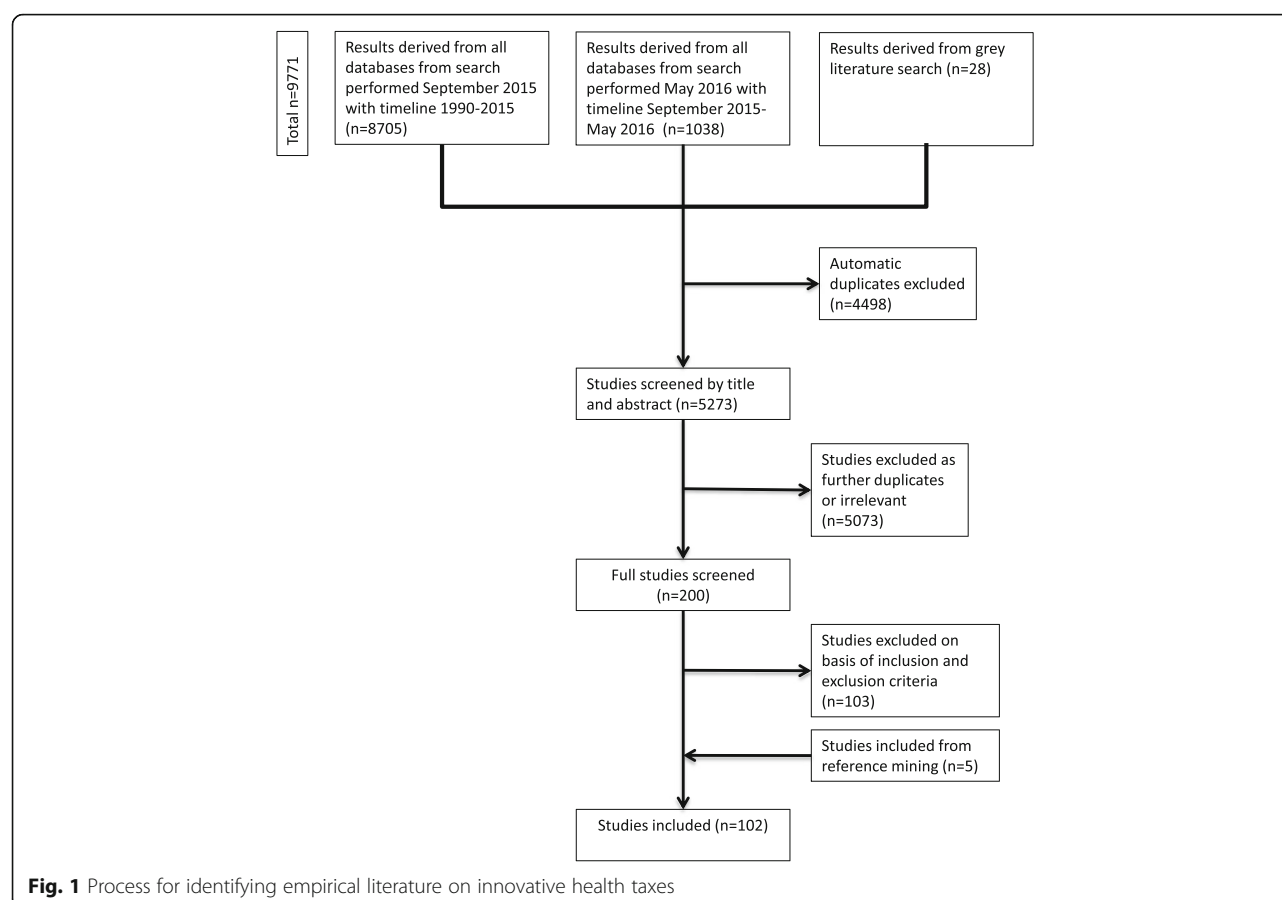 Total n=9771
Results derived from all
databases from search
performed September 2015
with timeline 1990-2015
(n=8705)
Results derived from all
databases from search
performed May 2016 with
timeline September 2015-
May 2016 (n=1038)
Results derived from grey
literature search (n=28)
Automatic
duplicates excluded
(n=4498)
Studies screened by title
and abstract (n=5273)
Studies excluded as
further duplicates
or irrelevant
(n=5073)
Full studies screened
(n=200)
Studies excluded on
basis of inclusion and
exclusion criteria
(n=103)
Studies included from
reference mining (n=5)
Studies included (n=102)
Fig. 1 Process for identifying empirical literature on innovative health taxes